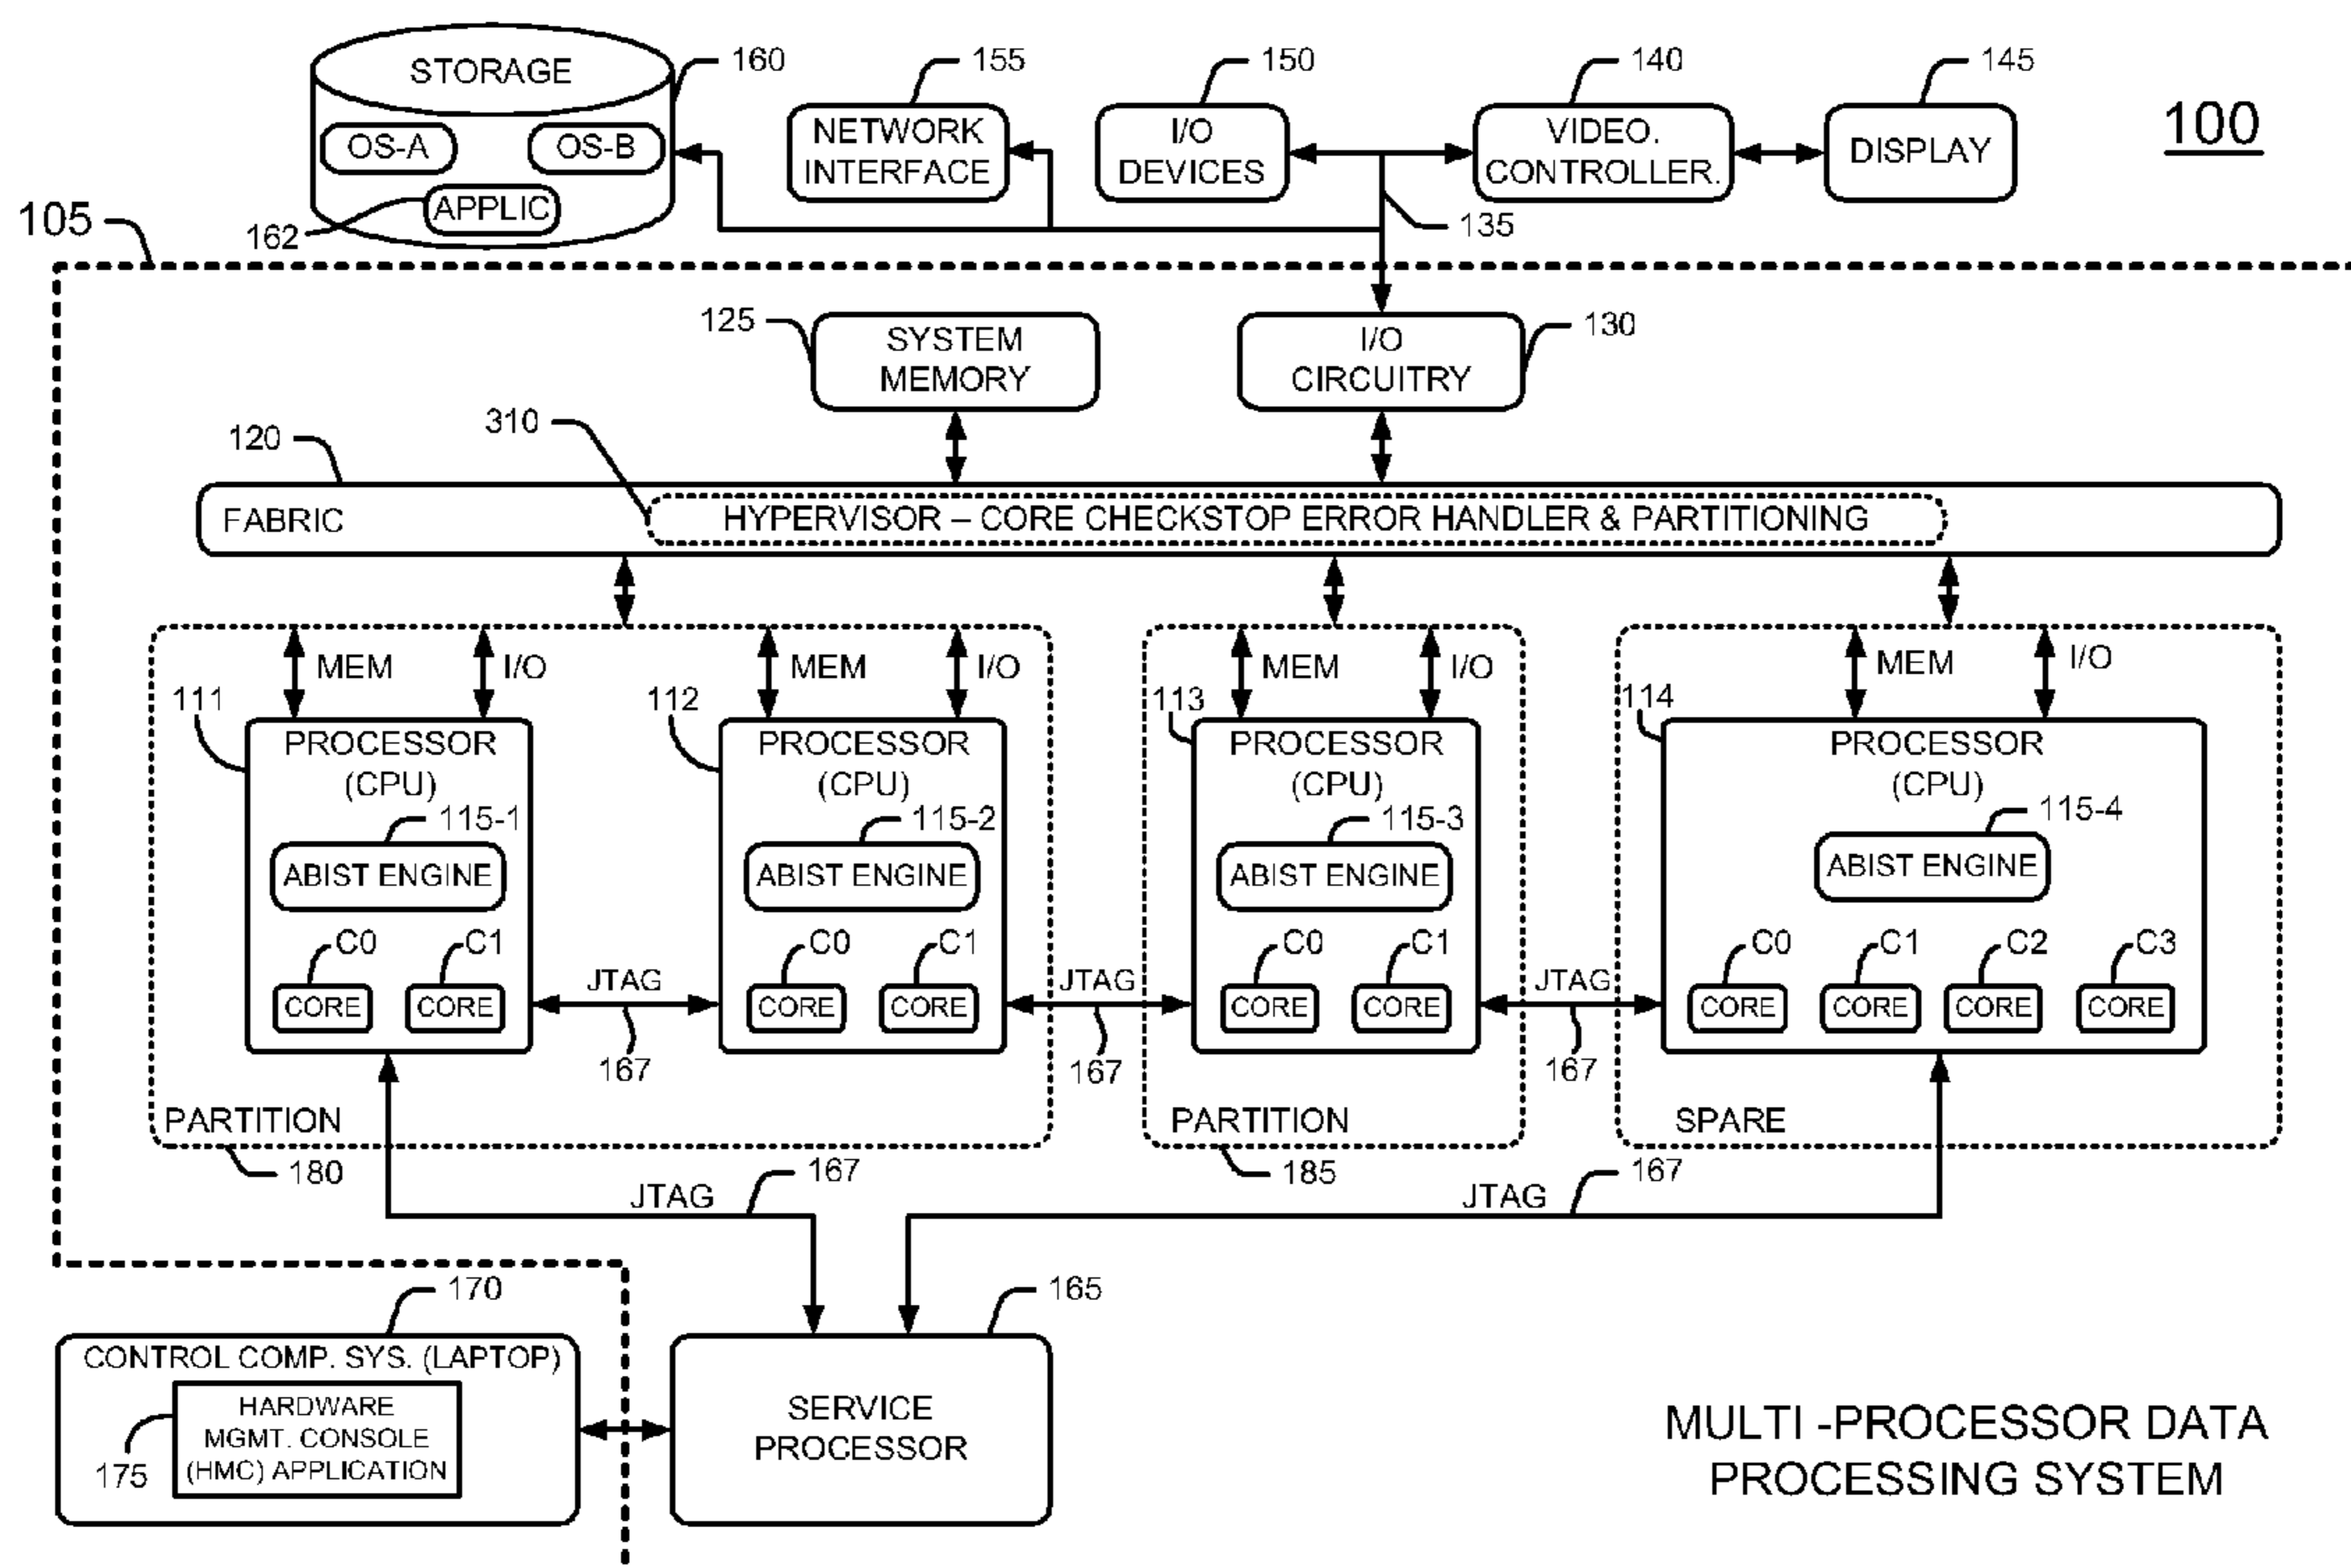 STORAGE
160
155
150
140
145
100
OS-A
OS-B
NETWORK
INTERFACE
I/O
DEVICES
VIDEO.
CONTROLLER.
DISPLAY
APPLIC
162
135
105
125
SYSTEM
MEMORY
I/O
CIRCUITRY
130
310
120
FABRIC
HYPERVISOR – CORE CHECKSTOP ERROR HANDLER & PARTITIONING
MEM
I/O
MEM
I/O
MEM
I/O
MEM
I/O
111
PROCESSOR
(CPU)
115-1
ABIST ENGINE
C0
C1
CORE
CORE
JTAG
167
112
PROCESSOR
(CPU)
115-2
ABIST ENGINE
C0
C1
CORE
CORE
JTAG
167
113
PROCESSOR
(CPU)
115-3
ABIST ENGINE
C0
C1
CORE
CORE
JTAG
167
114
PROCESSOR
(CPU)
115-4
ABIST ENGINE
C0
C1
C2
C3
CORE
CORE
CORE
CORE
PARTITION
180
PARTITION
185
SPARE
JTAG
167
JTAG
167
170
CONTROL COMP. SYS. (LAPTOP)
HARDWARE
MGMT. CONSOLE
(HMC) APPLICATION
175
165
SERVICE
PROCESSOR
MULTI -PROCESSOR DATA
PROCESSING SYSTEM